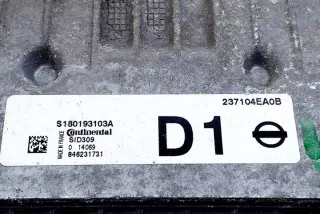 237104EA0B
S180193103A
Continental
SID309
0 14069
846231731
MADE IN FRANCE
D1